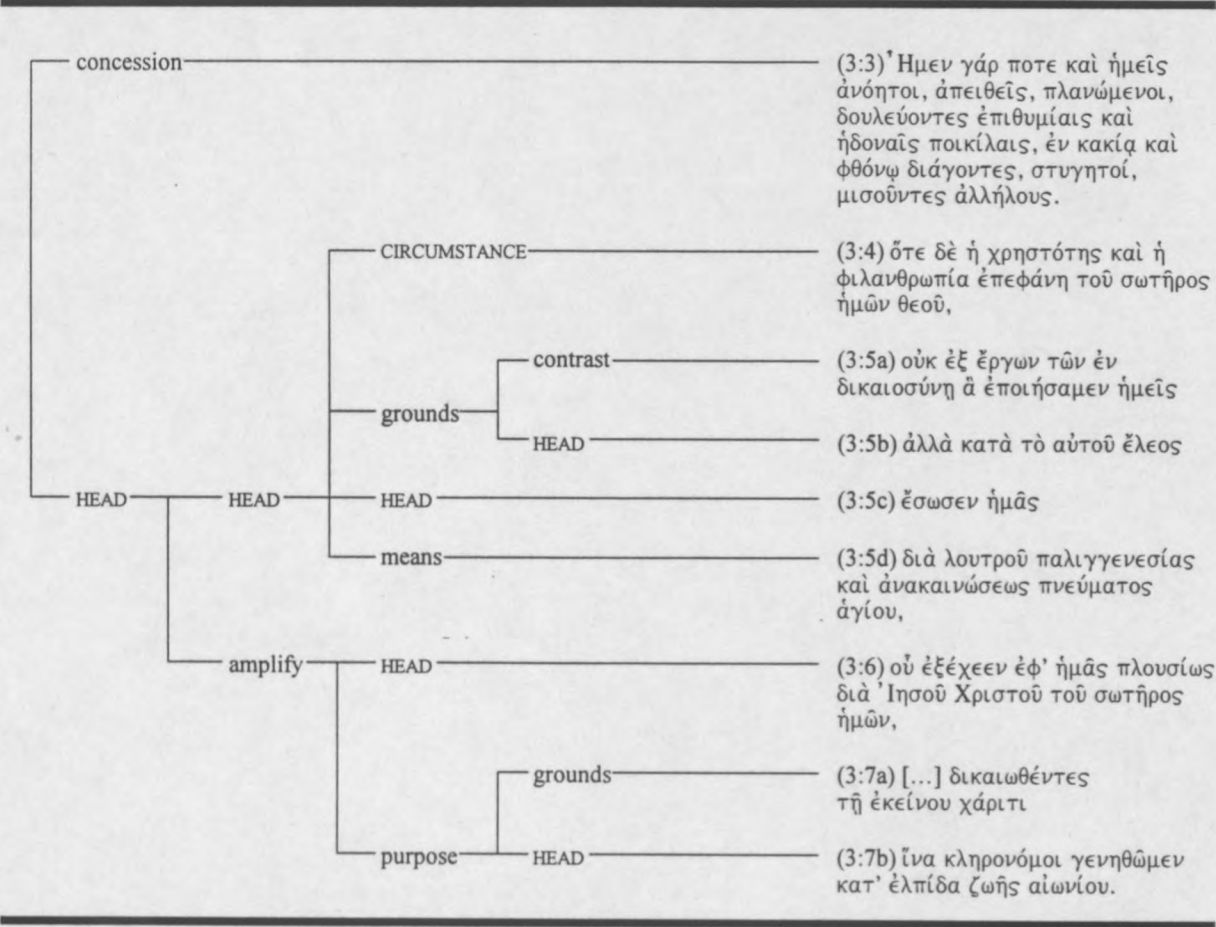 concession
(3:3) Ἦμεν γάρ ποτε καὶ ἡμεῖς
ἀνόητοι, ἀπειθεῖς, πλανώμενοι,
δουλεύοντες ἐπιθυμίαις καὶ
ἡδοναῖς ποικίλαις, ἐν κακίᾳ καὶ
φθόνῳ διάγοντες, στυγητοί,
μισοῦντες ἀλλήλους.
CIRCUMSTANCE
(3:4) ὅτε δὲ ἡ χρηστότης καὶ ἡ
φιλανθρωπία ἐπεφάνη τοῦ σωτῆρος
ἡμῶν θεοῦ,
grounds
contrast
(3:5a) οὐκ ἐξ ἔργων τῶν ἐν
δικαιοσύνῃ ἃ ἐποιήσαμεν ἡμεῖς
HEAD
(3:5b) ἀλλὰ κατὰ τὸ αὐτοῦ ἔλεος
HEAD
HEAD
HEAD
(3:5c) ἔσωσεν ἡμᾶς
means
(3:5d) διὰ λουτροῦ παλιγγενεσίας
καὶ ἀνακαινώσεως πνεύματος
ἁγίου,
amplify
HEAD
(3:6) οὗ ἐξέχεεν ἐφ' ἡμᾶς πλουσίως
διὰ Ἰησοῦ Χριστοῦ τοῦ σωτῆρος
ἡμῶν,
grounds
(3:7a) [...] δικαιωθέντες
τῇ ἐκείνου χάριτι
purpose
HEAD
(3:7b) ἵνα κληρονόμοι γενηθῶμεν
κατ' ἐλπίδα ζωῆς αἰωνίου.